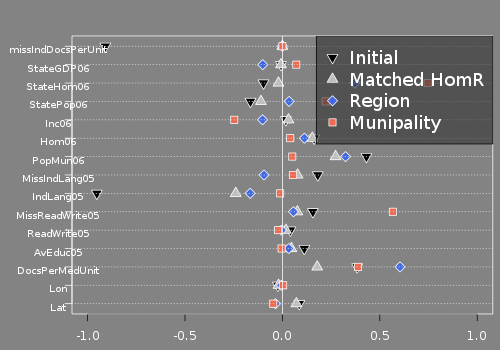 missIndDocsPerUnit
StateGDP06
StateHom06
StatePop06
Inc06
Hom06
PopMun06
MissIndLang05
IndLang05
MissReadWrite05
ReadWrite05
AvEduc05
DocsPerMedUnit
Lon
Lat
Initial
Matched HomR
Region
Munipality
-1.0 -0.5 0.0 0.5 1.0